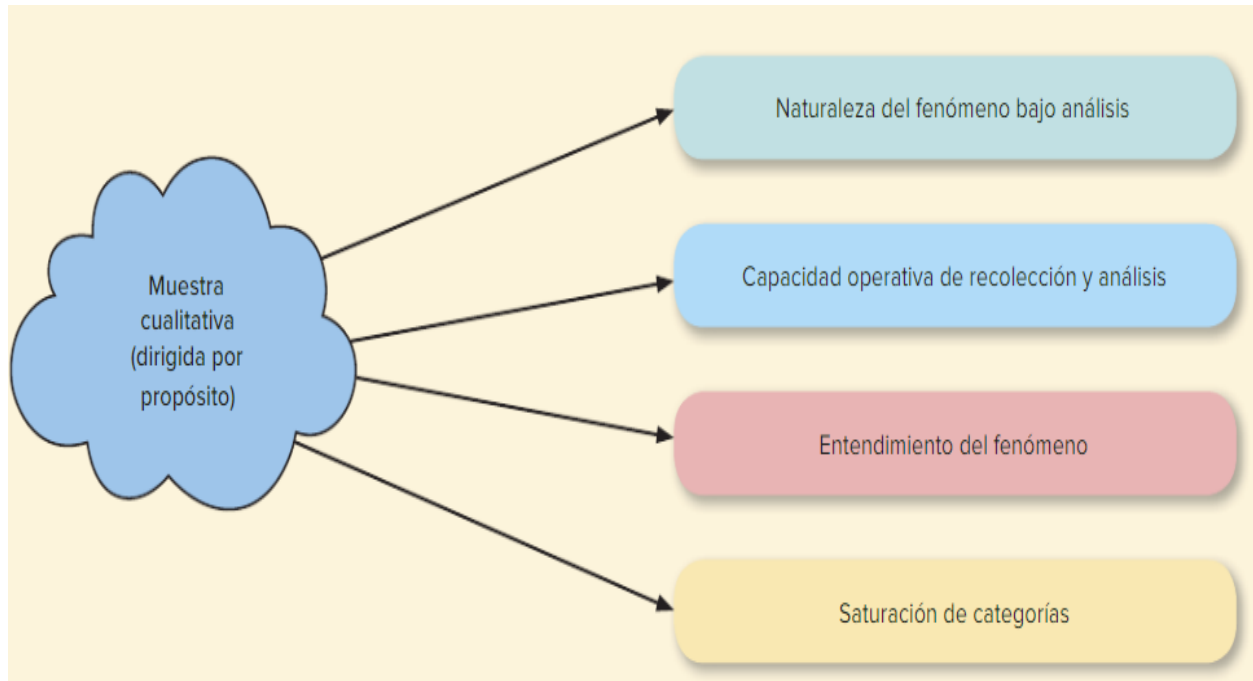 Muestra
cualitativa
(dirigida por
propósito)
Naturaleza del fenómeno bajo análisis
Capacidad operativa de recolección y análisis
Entendimiento del fenómeno
Saturación de categorías